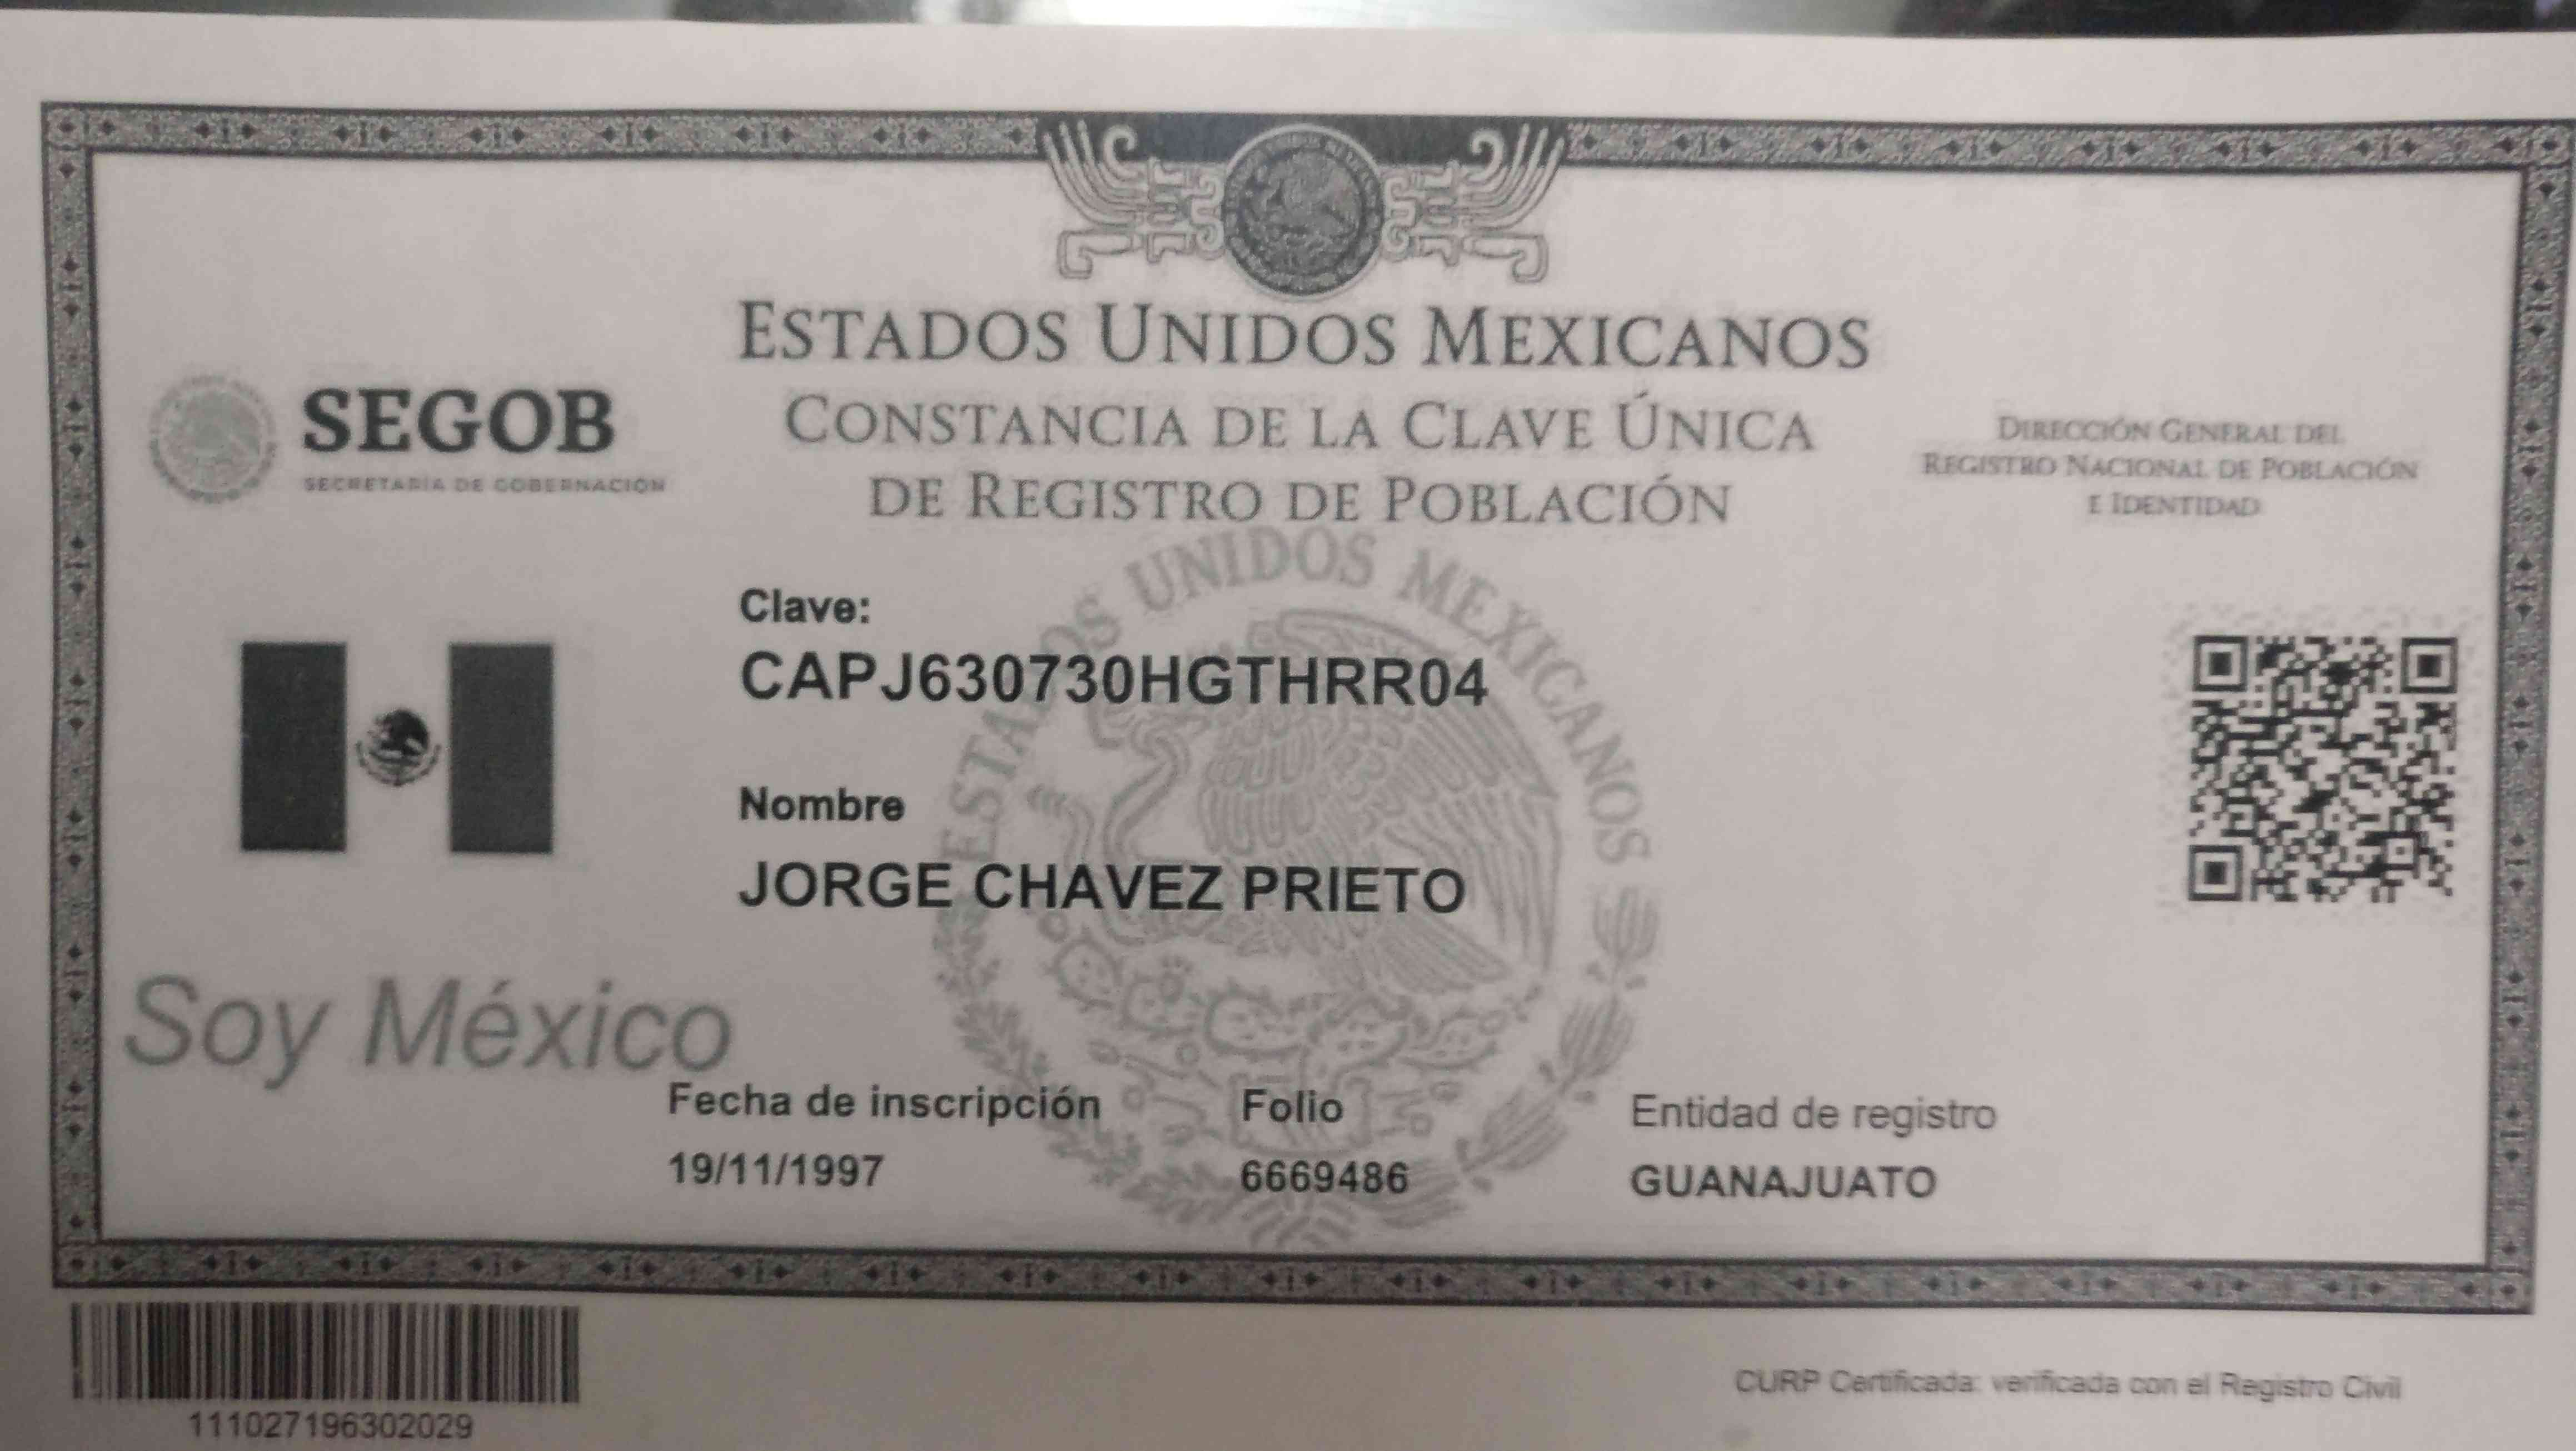 ESTADOS UNIDOS MEXICANOS
CONSTANCIA DE LA CLAVE ÚNICA
DE REGISTRO DE POBLACIÓN
SEGOB
SECRETARÍA DE GOBERNACIÓN
DIRECCIÓN GENERAL DEL
REGISTRO NACIONAL DE POBLACIÓN
E IDENTIDAD
ESTADOS UNIDOS MEXICANOS
Clave:
CAPJ630730HGTHRR04
Nombre
JORGE CHAVEZ PRIETO
Soy México
Fecha de inscripción
19/11/1997
Folio
6669486
Entidad de registro
GUANAJUATO
111027196302029
CURP Certificada: verificada con el Registro Civil